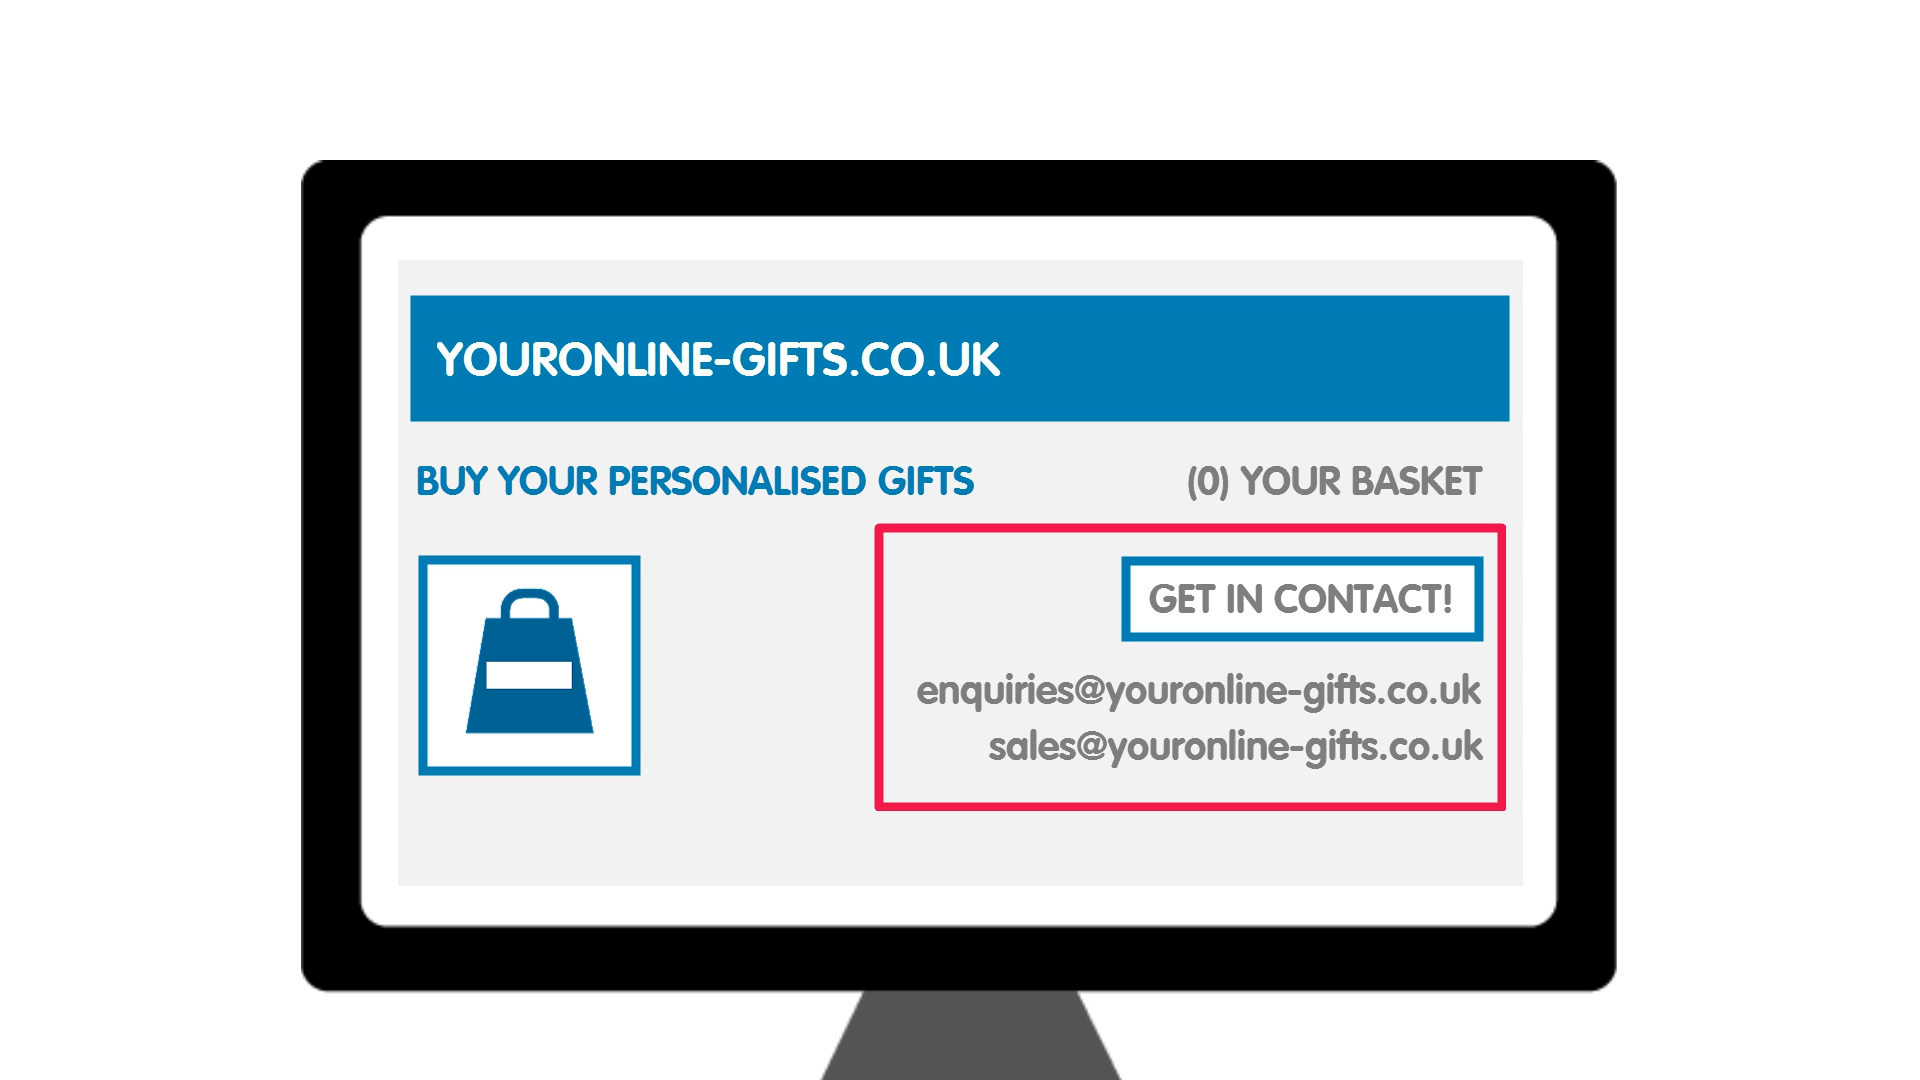 YOURONLINE-GIFTS.CO.UK
BUY YOUR PERSONALISED GIFTS
(0) YOUR BASKET
GET IN CONTACT!
enquiries@youronline-gifts.co.uk
sales@youronline-gifts.co.uk